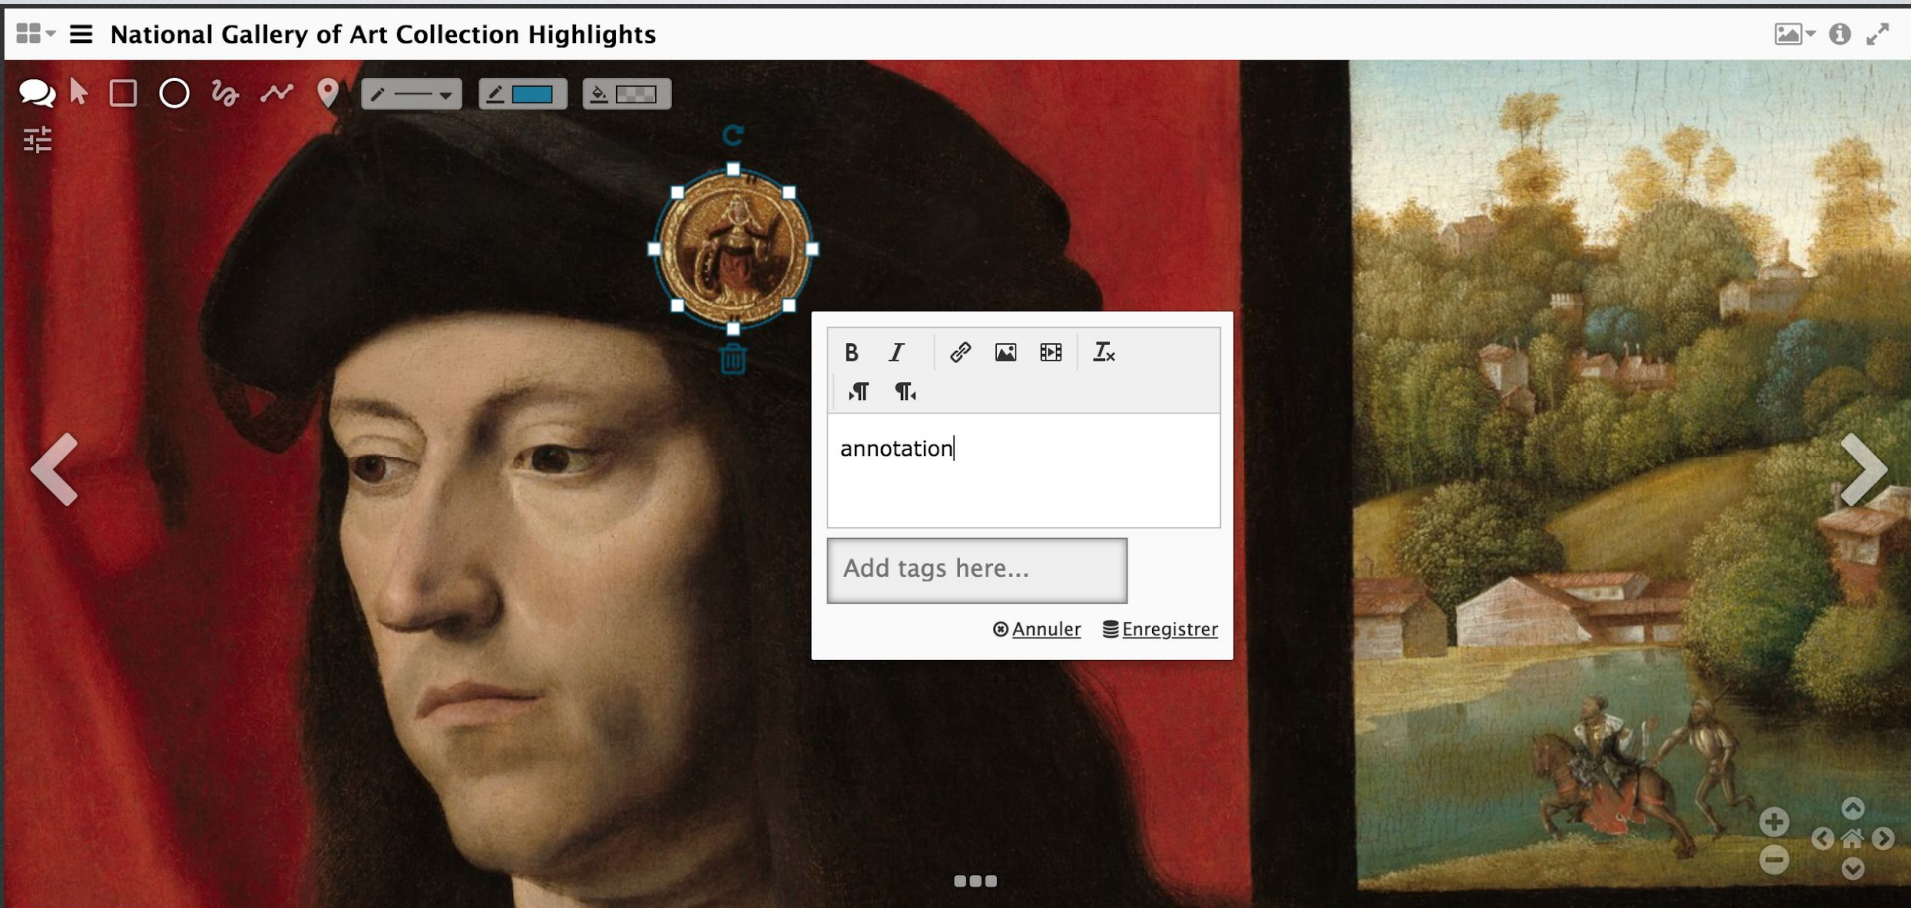 National Gallery of Art Collection Highlights
annotation
Add tags here...
Annuler Enregistrer